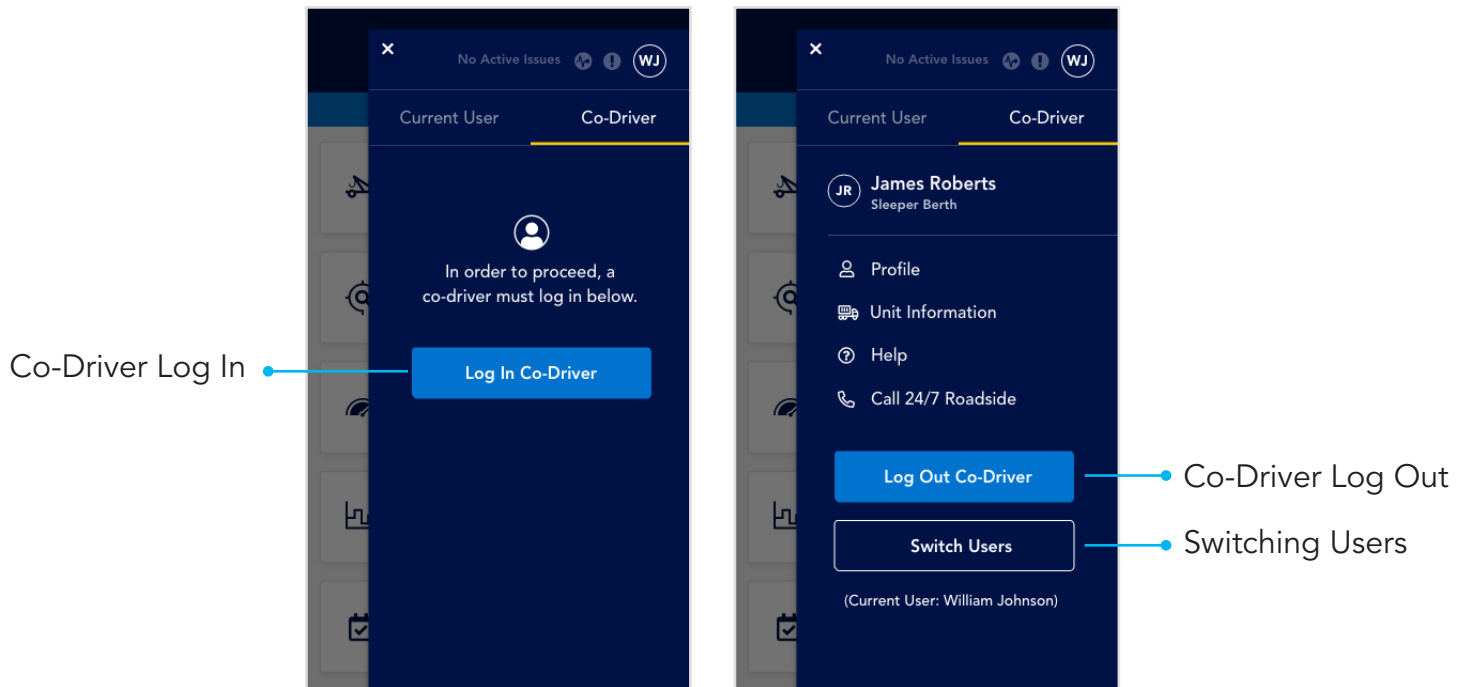 No Active Issues
WJ
Current User
Co-Driver
In order to proceed, a
co-driver must log in below.
Log In Co-Driver
Co-Driver Log In
No Active Issues
WJ
Current User
Co-Driver
JR
James Roberts
Sleeper Berth
Profile
Unit Information
Help
Call 24/7 Roadside
Log Out Co-Driver
Co-Driver Log Out
Switch Users
Switching Users
(Current User: William Johnson)